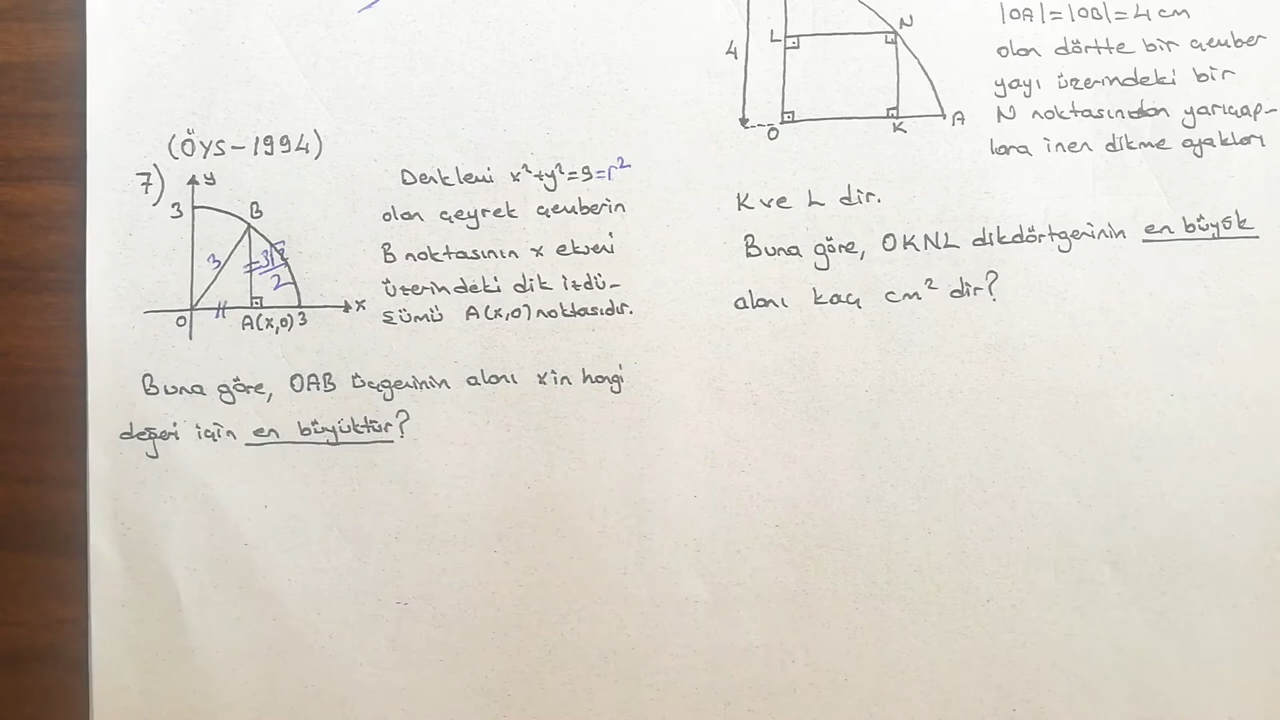 (ÖYS-1994)
7)
y
3
B
3
3√2
2
x
O
A(x,0) 3
Denklemi x²+y²=9=r²
olan çeyrek çemberin
B noktasının x ekseni
üzerindeki dik izdü-
şümü A(x,0) noktasıdır.
Buna göre, OAB üçgeninin alanı x'in hangi
değeri için en büyüktür?
4
L
N
O
K
A
|OA|=|OB|=4 cm
olan dörtte bir çember
yayı üzerindeki bir
N noktasından yarıçap-
lara inen dikme ayakları
K ve L dir.
Buna göre, OKNL dikdörtgeninin en büyük
alanı kaç cm² dir?